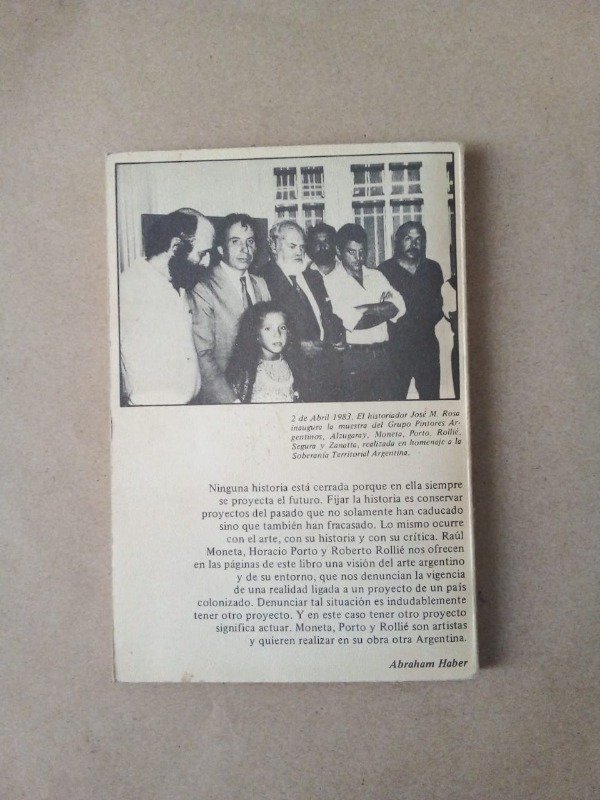 2 de Abril 1983. El historiador José M. Rosa
inaugura la muestra del Grupo Pintores Ar-
gentinos, Alzugaray, Moneta, Porto, Rollié,
Segura y Zanatta, realizada en homenaje a la
Soberanía Territorial Argentina.
Ninguna historia está cerrada porque en ella siempre
se proyecta el futuro. Fijar la historia es conservar
proyectos del pasado que no solamente han caducado
sino que también han fracasado. Lo mismo ocurre
con el arte, con su historia y con su crítica. Raúl
Moneta, Horacio Porto y Roberto Rollié nos ofrecen
en las páginas de este libro una visión del arte argentino
y de su entorno, que nos denuncian la vigencia
de una realidad ligada a un proyecto de un país
colonizado. Denunciar tal situación es indudablemente
tener otro proyecto. Y en este caso tener otro proyecto
significa actuar. Moneta, Porto y Rollié son artistas
y quieren realizar en su obra otra Argentina.
Abraham Haber